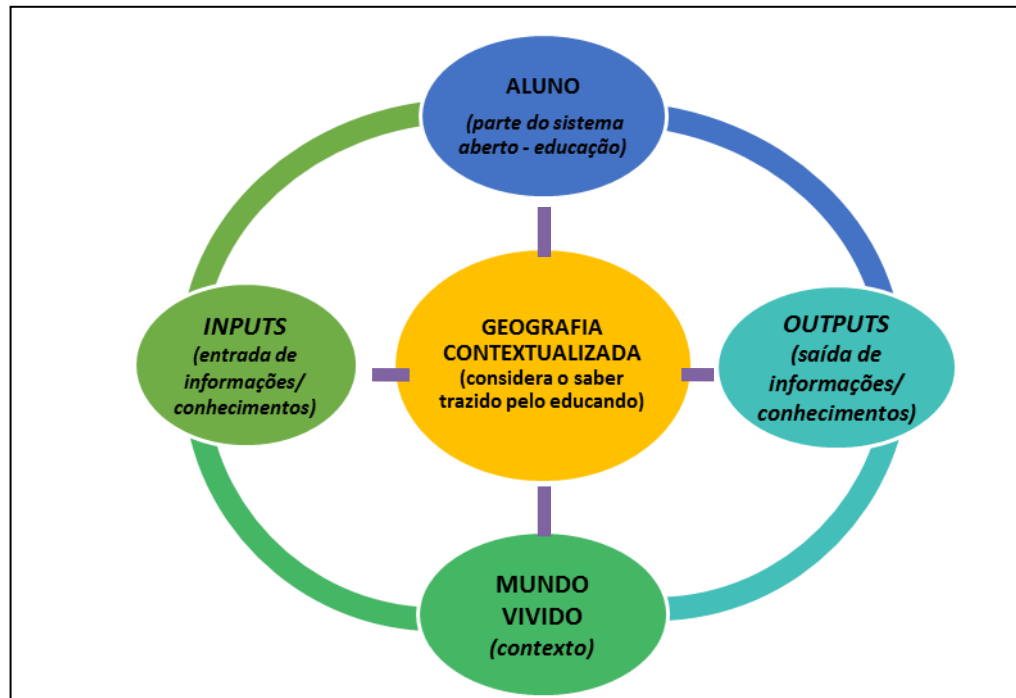 ALUNO
(parte do sistema
aberto - educação)
INPUTS
(entrada de
informações/
conhecimentos)
GEOGRAFIA
CONTEXTUALIZADA
(considera o saber
trazido pelo educando)
OUTPUTS
(saída de
informações/
conhecimentos)
MUNDO
VIVIDO
(contexto)